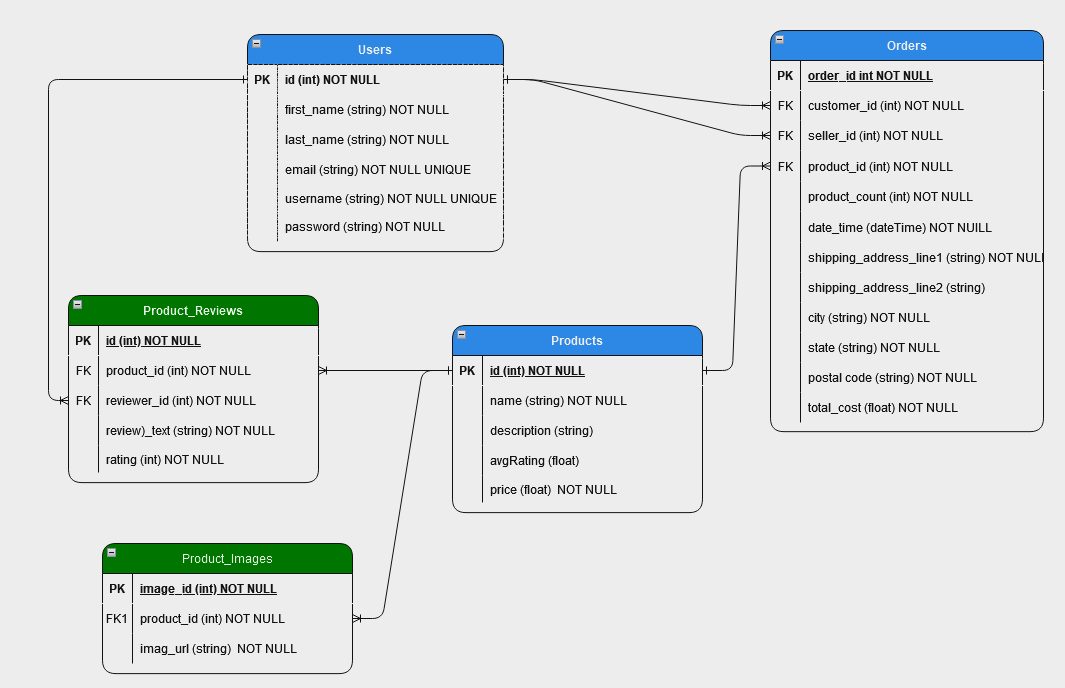 Users
PK id (int) NOT NULL
first_name (string) NOT NULL
last_name (string) NOT NULL
email (string) NOT NULL UNIQUE
username (string) NOT NULL UNIQUE
password (string) NOT NULL
Orders
PK order_id int NOT NULL
FK customer_id (int) NOT NULL
FK seller_id (int) NOT NULL
FK product_id (int) NOT NULL
product_count (int) NOT NULL
date_time (dateTime) NOT NUILL
shipping_address_line1 (string) NOT NULL
shipping_address_line2 (string)
city (string) NOT NULL
state (string) NOT NULL
postal code (string) NOT NULL
total_cost (float) NOT NULL
Product_Reviews
PK id (int) NOT NULL
FK product_id (int) NOT NULL
FK reviewer_id (int) NOT NULL
review)_text (string) NOT NULL
rating (int) NOT NULL
Products
PK id (int) NOT NULL
name (string) NOT NULL
description (string)
avgRating (float)
price (float) NOT NULL
Product_Images
PK image_id (int) NOT NULL
FK1 product_id (int) NOT NULL
imag_url (string) NOT NULL